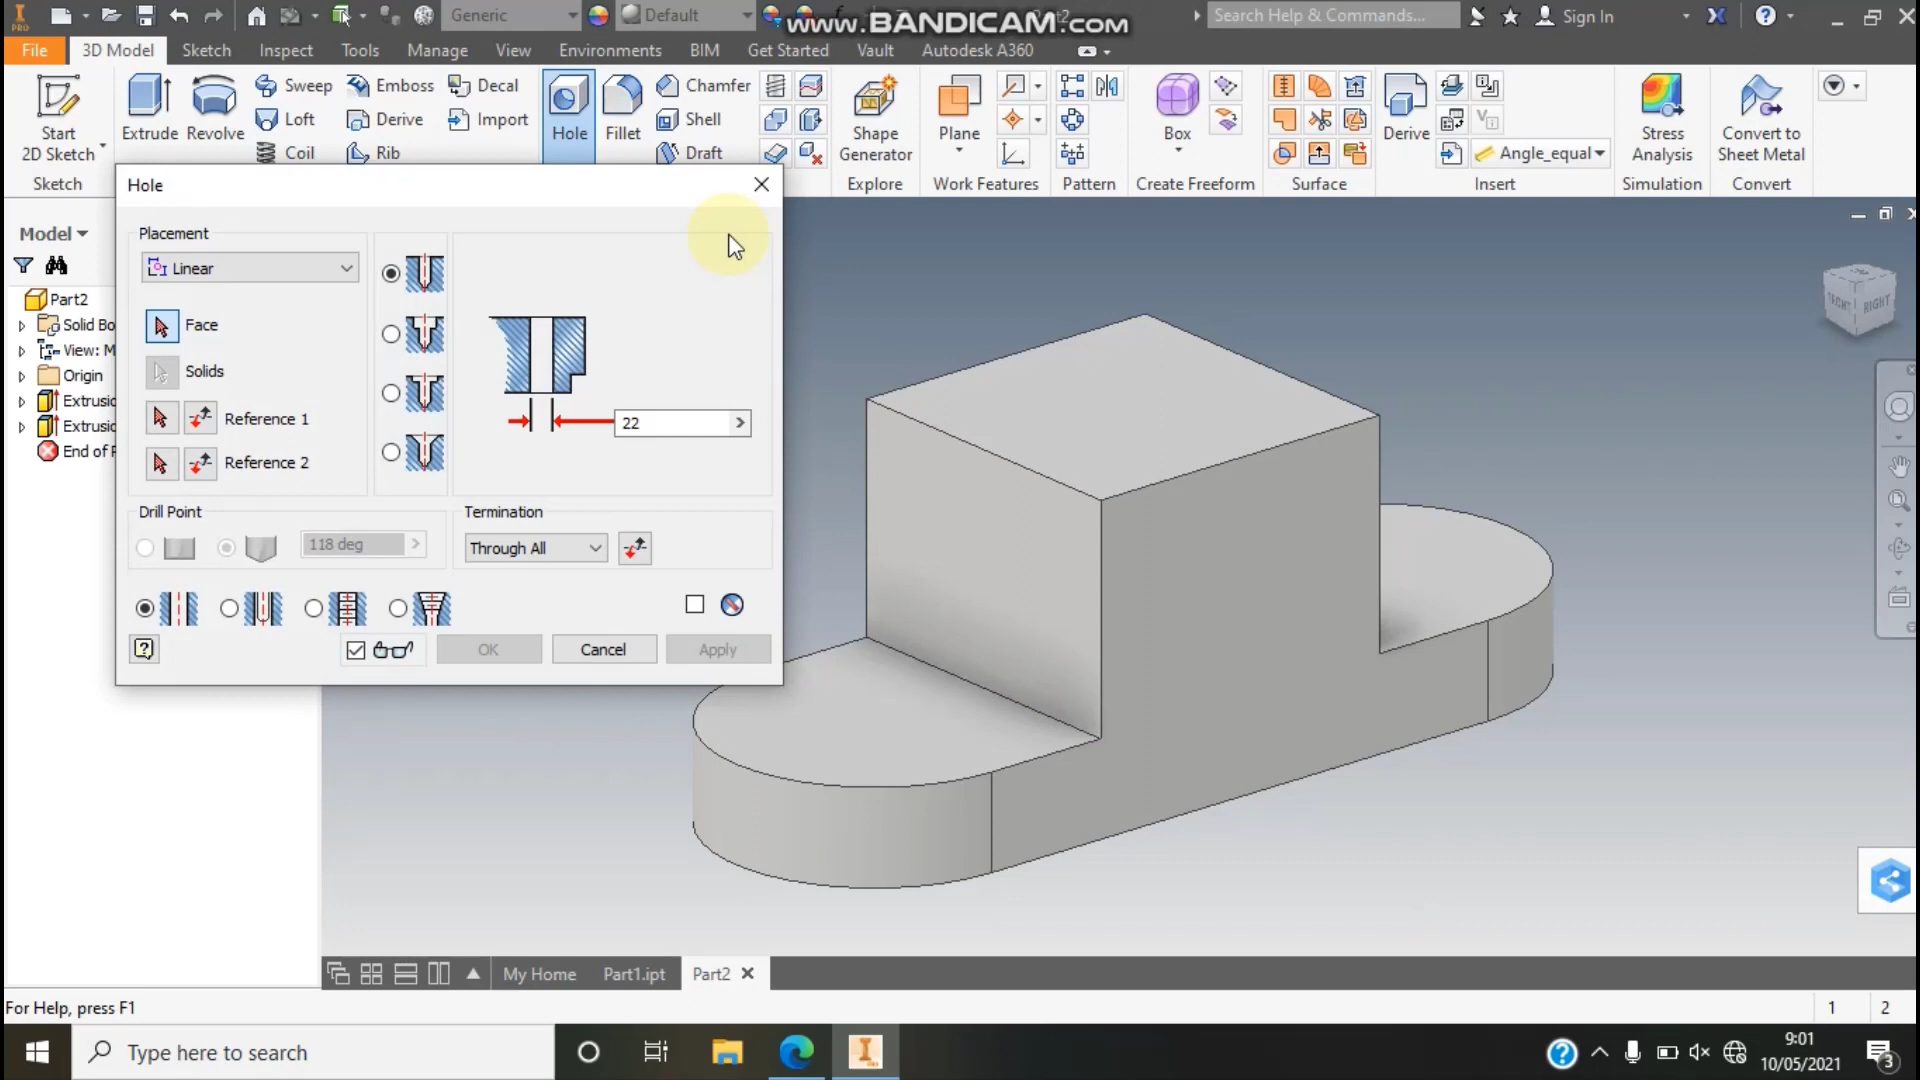 PRO
Generic
Default
www.BANDICAM.com
Search Help & Commands...
Sign In
File
3D Model
Sketch
Inspect
Tools
Manage
View
Environments
BIM
Get Started
Vault
Autodesk A360
Start
2D Sketch
Extrude
Revolve
Sweep
Loft
Coil
Emboss
Derive
Rib
Decal
Import
Hole
Fillet
Chamfer
Shell
Draft
Shape
Generator
Plane
Box
Derive
Angle_equal
Stress
Analysis
Convert to
Sheet Metal
Sketch
Explore
Work Features
Pattern
Create Freeform
Surface
Insert
Simulation
Convert
Hole
Model
Part2
Solid Bo
View: M
Origin
Extrusio
Extrusio
End of P
Placement
Linear
Face
Solids
Reference 1
Reference 2
22
Drill Point
118 deg
Termination
Through All
OK
Cancel
Apply
FRONT
RIGHT
My Home
Part1.ipt
Part2
For Help, press F1
1
2
Type here to search
9:01
10/05/2021
3